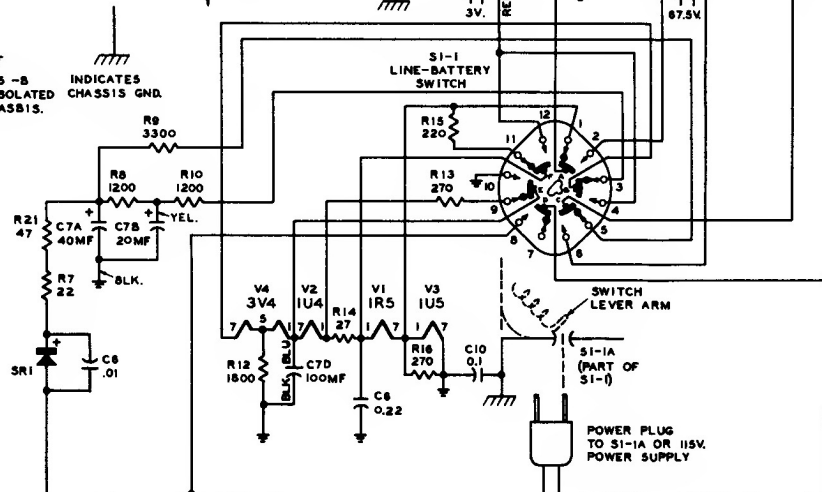 3V.
RE
67.5V.
S -B
SOLATED
ASSIS.
INDICATES
CHASSIS GND.
S1-1
LINE-BATTERY
SWITCH
R9
3300
R15
220
12
1
2
11
10
3
9
4
8
5
7
6
F
A
E
B
D
C
R8
1200
R10
1200
R13
270
R21
47
C7A
40MF
+
C7B
20MF
+
YEL.
BLK.
R7
22
V4
3V4
V2
1U4
V1
1R5
V3
1U5
SWITCH
LEVER ARM
7
5
1
BLU
7
1
R14
27
1
7
1
7
+
SR1
C6
.01
R12
1800
BLK
C7D
100MF
R16
270
C10
0.1
S1-1A
(PART OF
S1-1)
C6
0.22
POWER PLUG
TO S1-1A OR 115V.
POWER SUPPLY